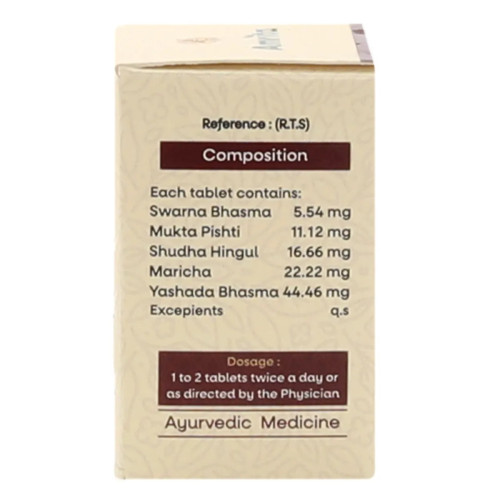 Reference : (R.T.S)
Composition
Each tablet contains:
Swarna Bhasma 5.54 mg
Mukta Pishti 11.12 mg
Shudha Hingul 16.66 mg
Maricha 22.22 mg
Yashada Bhasma 44.46 mg
Excepients q.s
Dosage :
1 to 2 tablets twice a day or
as directed by the Physician
Ayurvedic Medicine